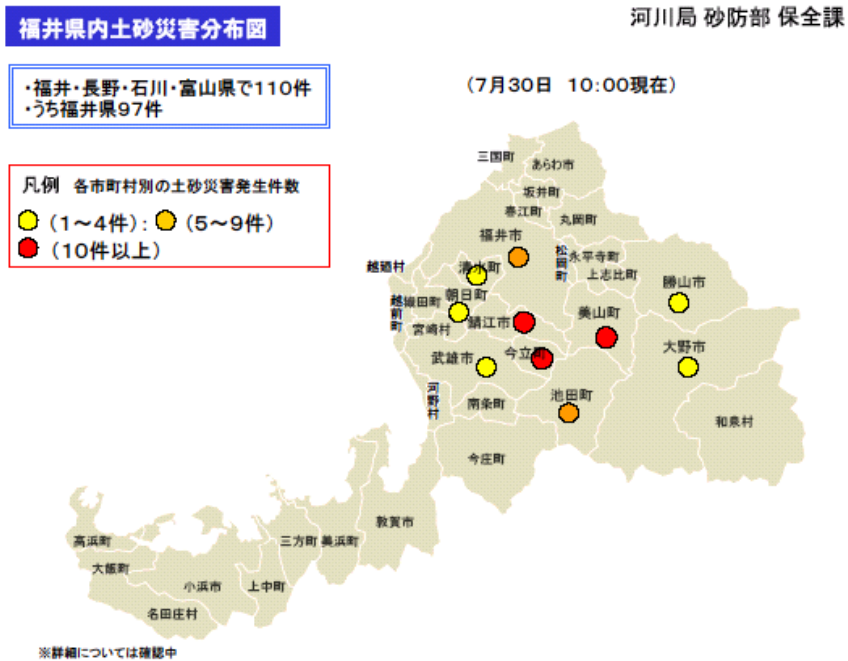 福井県内土砂災害分布図
河川局 砂防部 保全課
・福井・長野・石川・富山県で110件
・うち福井県97件
（7月30日　10：00現在）
凡例　各市町村別の土砂災害発生件数
（1～4件）：（5～9件）
（10件以上）
三国町
あらわ市
坂井町
春江町
丸岡町
福井市
松岡町
永平寺町
上志比町
越廼村
清水町
勝山市
朝日町
織田町
越前町
鯖江市
美山町
宮崎村
武雄市
今立町
大野市
河野村
南条町
池田町
和泉村
今庄町
敦賀市
高浜町
三方町
美浜町
大飯町
小浜市
上中町
名田庄村
※詳細については確認中